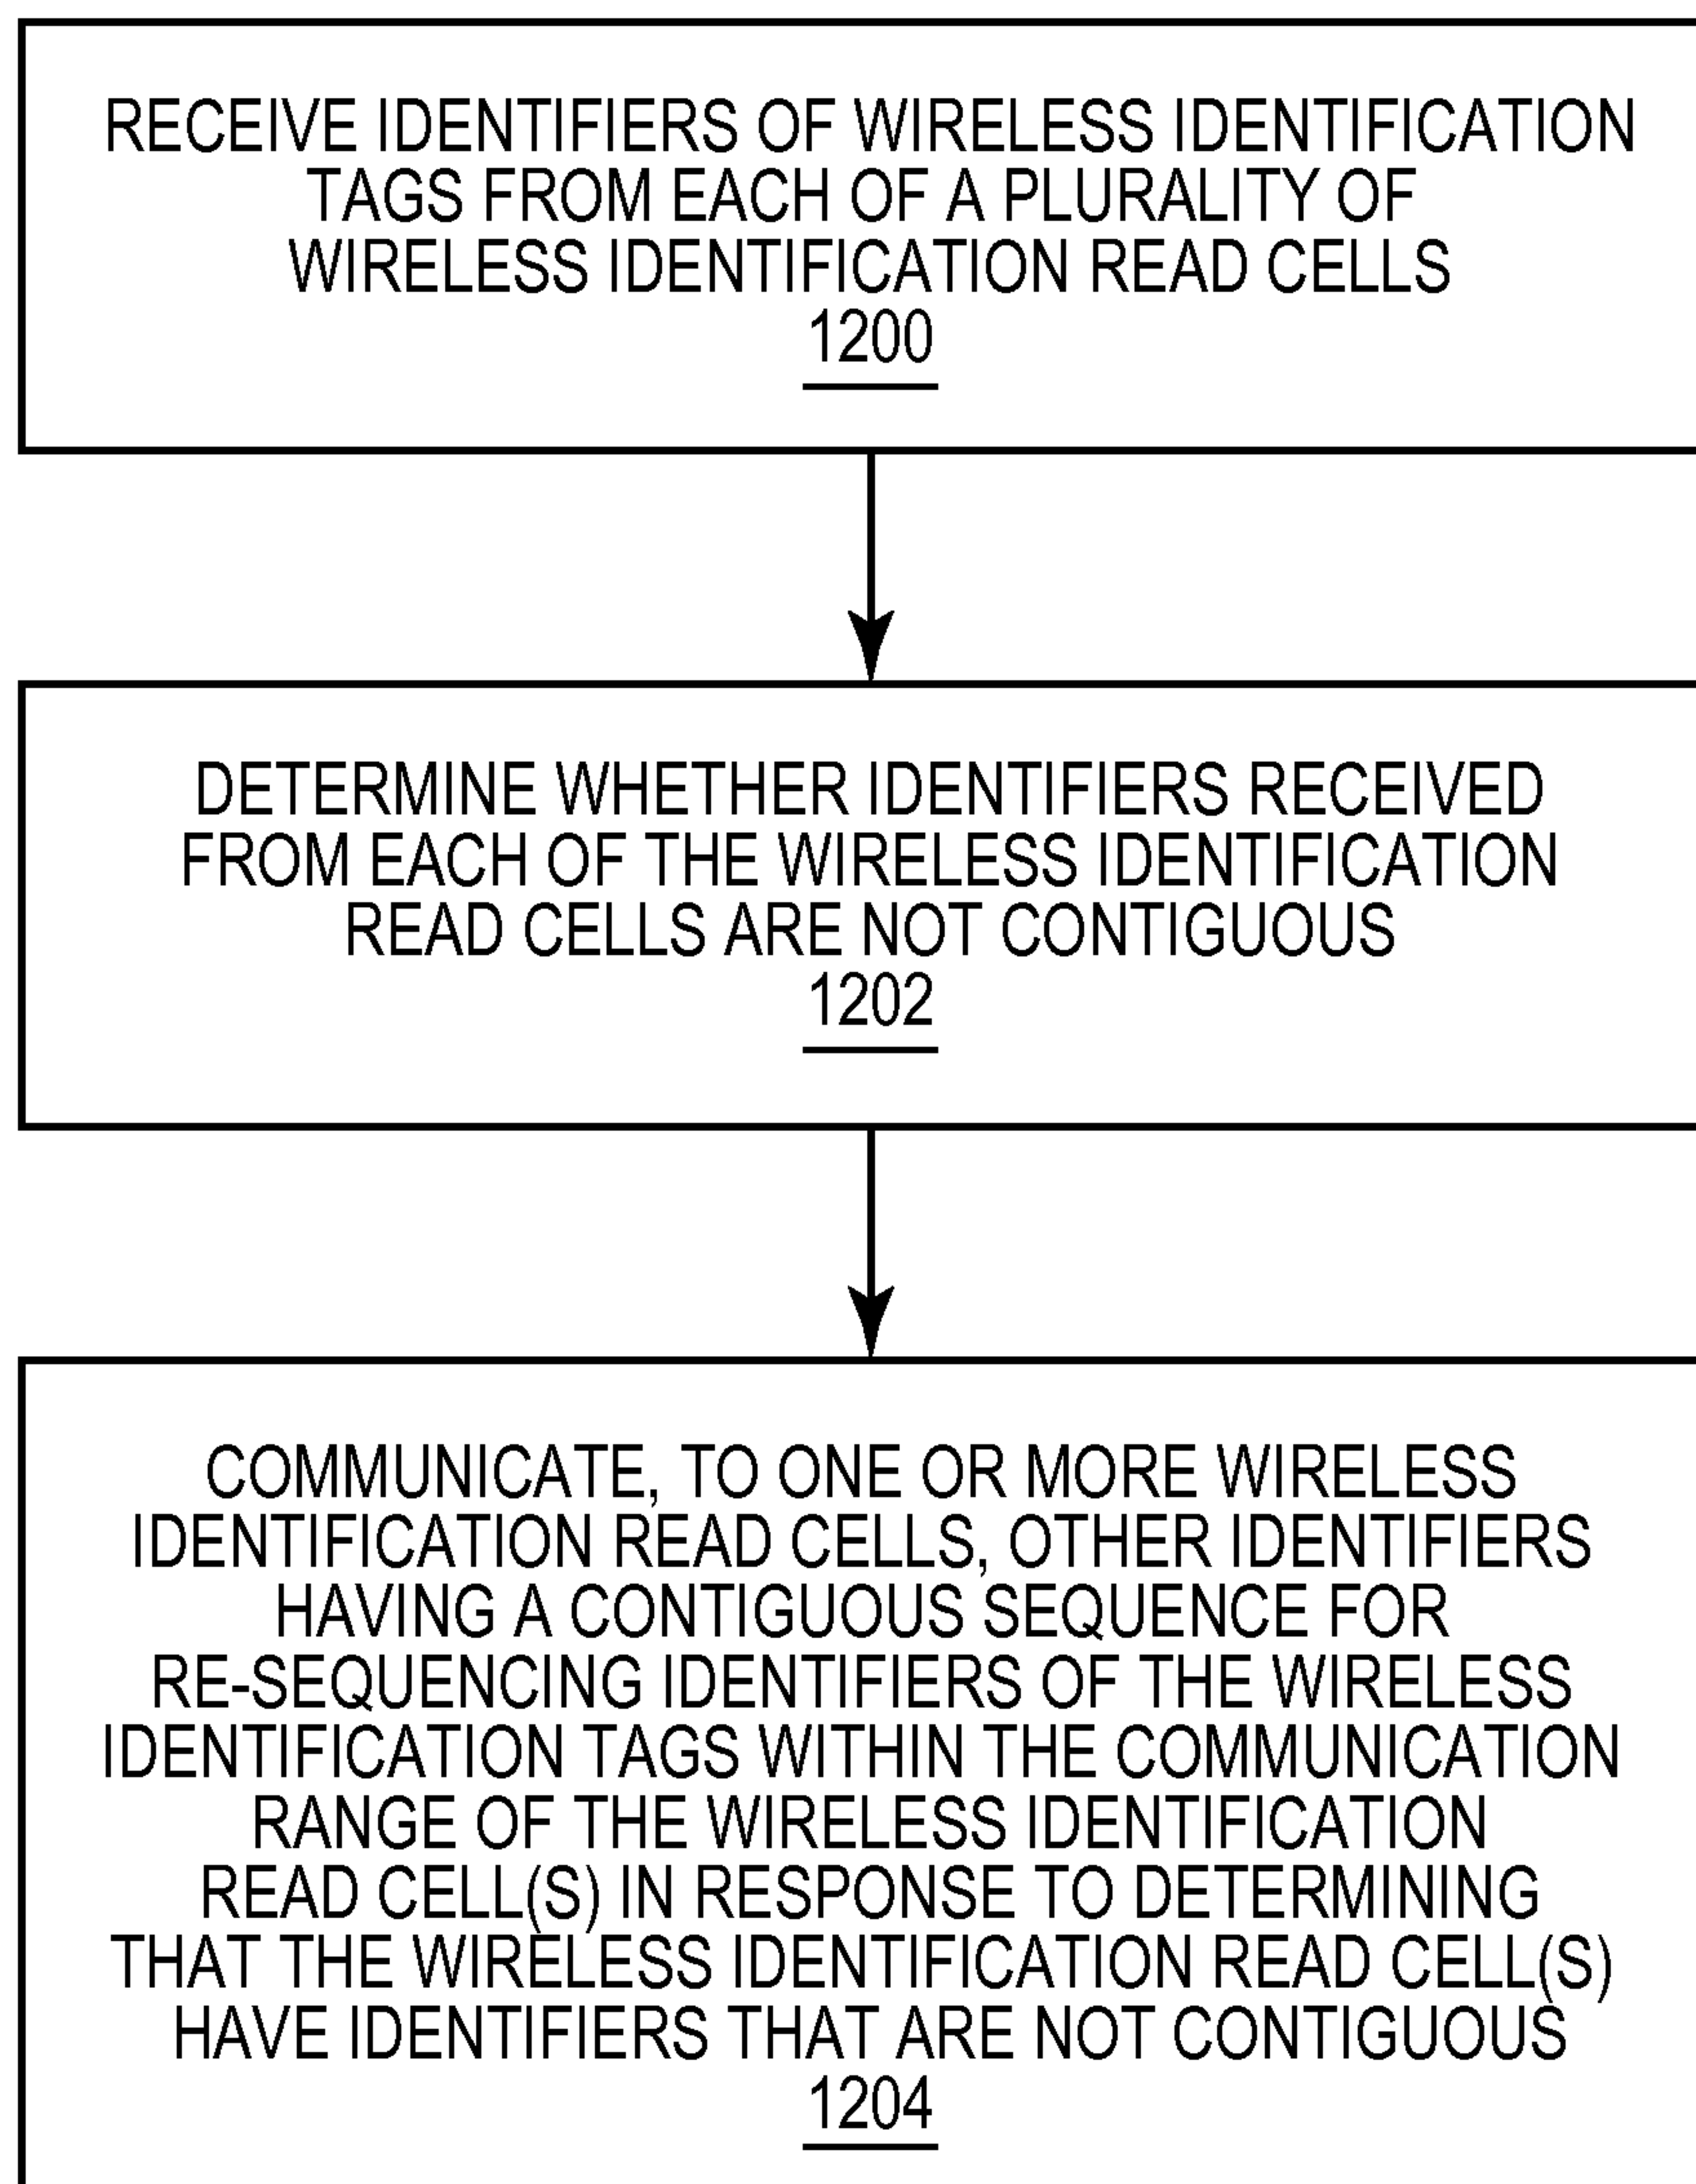 RECEIVE IDENTIFIERS OF WIRELESS IDENTIFICATION
TAGS FROM EACH OF A PLURALITY OF
WIRELESS IDENTIFICATION READ CELLS
1200
DETERMINE WHETHER IDENTIFIERS RECEIVED
FROM EACH OF THE WIRELESS IDENTIFICATION
READ CELLS ARE NOT CONTIGUOUS
1202
COMMUNICATE, TO ONE OR MORE WIRELESS
IDENTIFICATION READ CELLS, OTHER IDENTIFIERS
HAVING A CONTIGUOUS SEQUENCE FOR
RE-SEQUENCING IDENTIFIERS OF THE WIRELESS
IDENTIFICATION TAGS WITHIN THE COMMUNICATION
RANGE OF THE WIRELESS IDENTIFICATION
READ CELL(S) IN RESPONSE TO DETERMINING
THAT THE WIRELESS IDENTIFICATION READ CELL(S)
HAVE IDENTIFIERS THAT ARE NOT CONTIGUOUS
1204